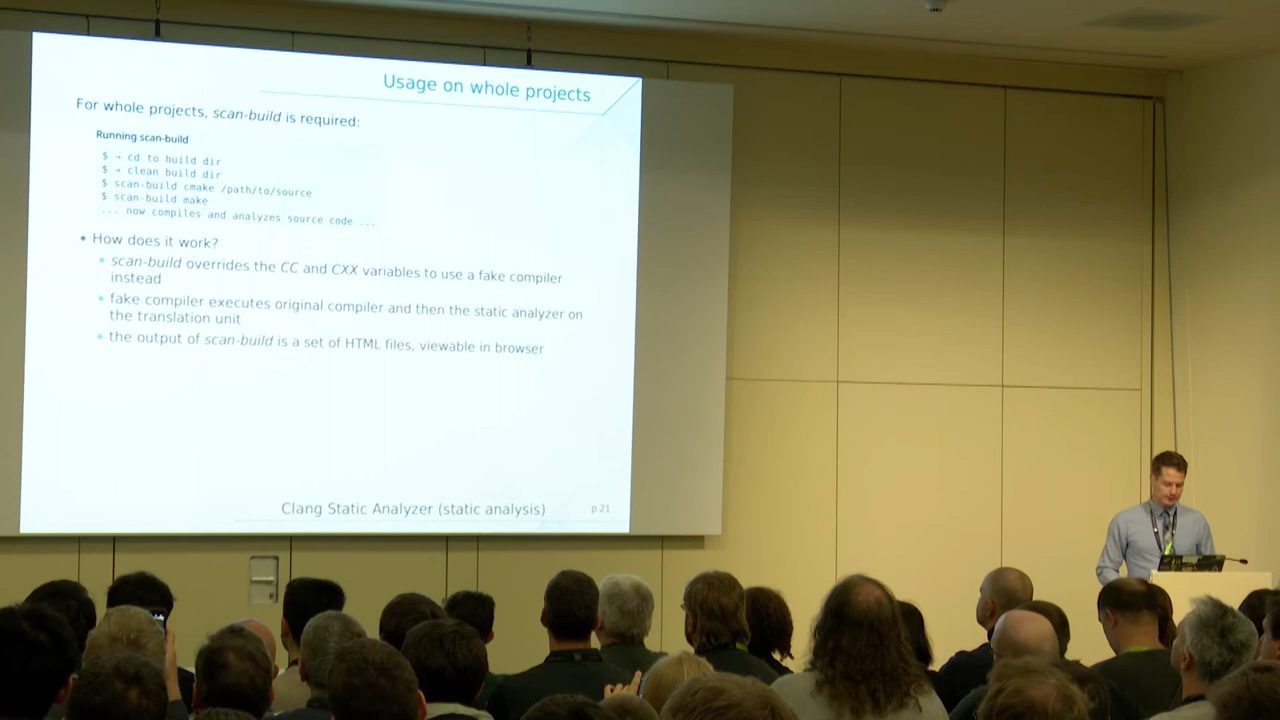 Usage on whole projects
For whole projects, scan-build is required:
Running scan-build
$ → cd to build dir
$ → clean build dir
$ scan-build cmake /path/to/source
$ scan-build make
... now compiles and analyzes source code ...
• How does it work?
• scan-build overrides the CC and CXX variables to use a fake compiler
instead
• fake compiler executes original compiler and then the static analyzer on
the translation unit
• the output of scan-build is a set of HTML files, viewable in browser
Clang Static Analyzer (static analysis)
p.21